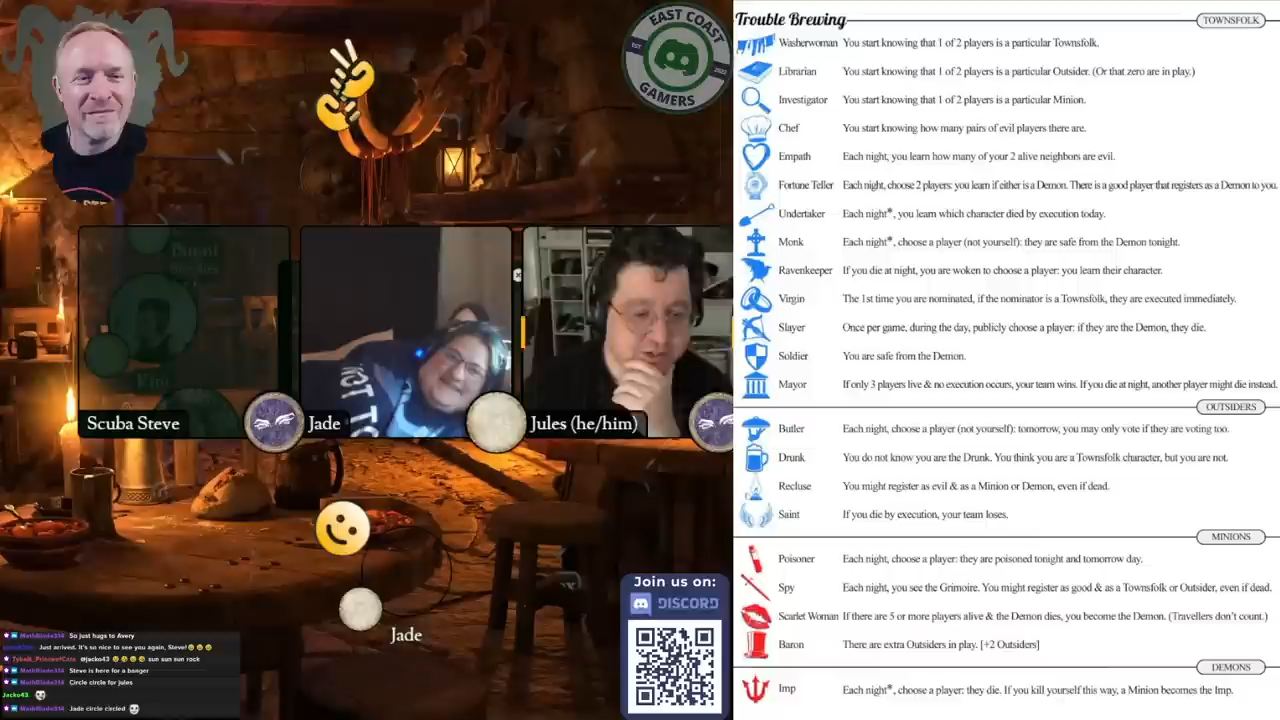 EAST COAST
EST
2022
GAMERS
Scuba Steve
Jade
NOT TO
Jules (he/him)
Jade
Join us on:
DISCORD
MathBlade314 So just hugs to Avery
Just arrived. It's so nice to see you again, Steve!
@jacko43 sun sun sun rock
MathBlade314 Steve is here for a banger
MathBlade314 Circle circle for jules
Jacko43:
MathBlade314 Jade circle circled
Trouble Brewing
TOWNSFOLK
Washerwoman You start knowing that 1 of 2 players is a particular Townsfolk.
Librarian You start knowing that 1 of 2 players is a particular Outsider. (Or that zero are in play.)
Investigator You start knowing that 1 of 2 players is a particular Minion.
Chef You start knowing how many pairs of evil players there are.
Empath Each night, you learn how many of your 2 alive neighbors are evil.
Fortune Teller Each night, choose 2 players: you learn if either is a Demon. There is a good player that registers as a Demon to you.
Undertaker Each night*, you learn which character died by execution today.
Monk Each night*, choose a player (not yourself): they are safe from the Demon tonight.
Ravenkeeper If you die at night, you are woken to choose a player: you learn their character.
Virgin The 1st time you are nominated, if the nominator is a Townsfolk, they are executed immediately.
Slayer Once per game, during the day, publicly choose a player: if they are the Demon, they die.
Soldier You are safe from the Demon.
Mayor If only 3 players live & no execution occurs, your team wins. If you die at night, another player might die instead.
OUTSIDERS
Butler Each night, choose a player (not yourself): tomorrow, you may only vote if they are voting too.
Drunk You do not know you are the Drunk. You think you are a Townsfolk character, but you are not.
Recluse You might register as evil & as a Minion or Demon, even if dead.
Saint If you die by execution, your team loses.
MINIONS
Poisoner Each night, choose a player: they are poisoned tonight and tomorrow day.
Spy Each night, you see the Grimoire. You might register as good & as a Townsfolk or Outsider, even if dead.
Scarlet Woman If there are 5 or more players alive & the Demon dies, you become the Demon. (Travellers don't count.)
Baron There are extra Outsiders in play. [+2 Outsiders]
DEMONS
Imp Each night*, choose a player: they die. If you kill yourself this way, a Minion becomes the Imp.